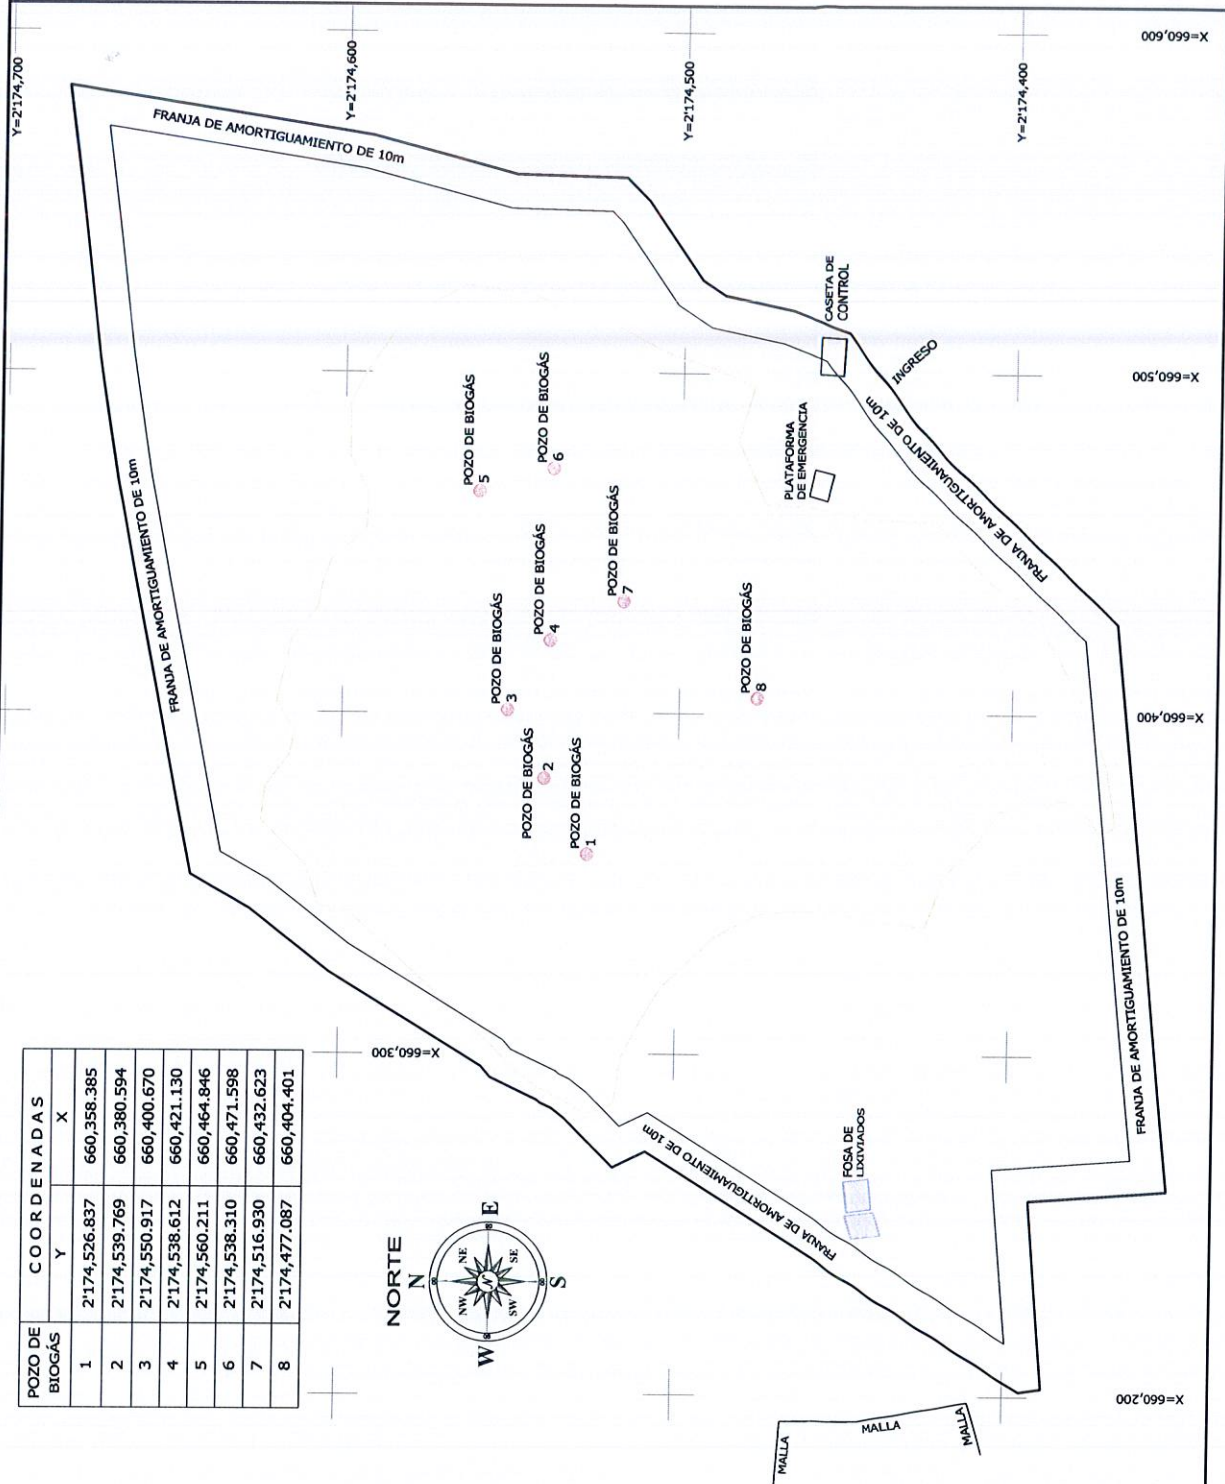 POZO DE BIOGÁS | COORDENADAS
Y | X
1 | 2'174,526.837 | 660,358.385
2 | 2'174,539.769 | 660,380.594
3 | 2'174,550.917 | 660,400.670
4 | 2'174,538.612 | 660,421.130
5 | 2'174,560.211 | 660,464.846
6 | 2'174,538.310 | 660,471.598
7 | 2'174,516.930 | 660,432.623
8 | 2'174,477.087 | 660,404.401
NORTE
N
NW
NE
W
N
E
SW
SE
S
Y=2'174,700
Y=2'174,600
Y=2'174,500
Y=2'174,400
X=660,600
X=660,500
X=660,400
X=660,300
X=660,200
FRANJA DE AMORTIGUAMIENTO DE 10m
FRANJA DE AMORTIGUAMIENTO DE 10m
FRANJA DE AMORTIGUAMIENTO DE 10m
FRANJA DE AMORTIGUAMIENTO DE 10m
FRANJA DE AMORTIGUAMIENTO DE 10m
FRANJA DE AMORTIGUAMIENTO DE 10m
POZO DE BIOGÁS
5
POZO DE BIOGÁS
6
POZO DE BIOGÁS
3
POZO DE BIOGÁS
4
POZO DE BIOGÁS
7
POZO DE BIOGÁS
2
POZO DE BIOGÁS
1
POZO DE BIOGÁS
8
CASETA DE
CONTROL
INGRESO
PLATAFORMA
DE EMERGENCIA
FOSA DE
LIXIVIADOS
MALLA
MALLA
MALLA